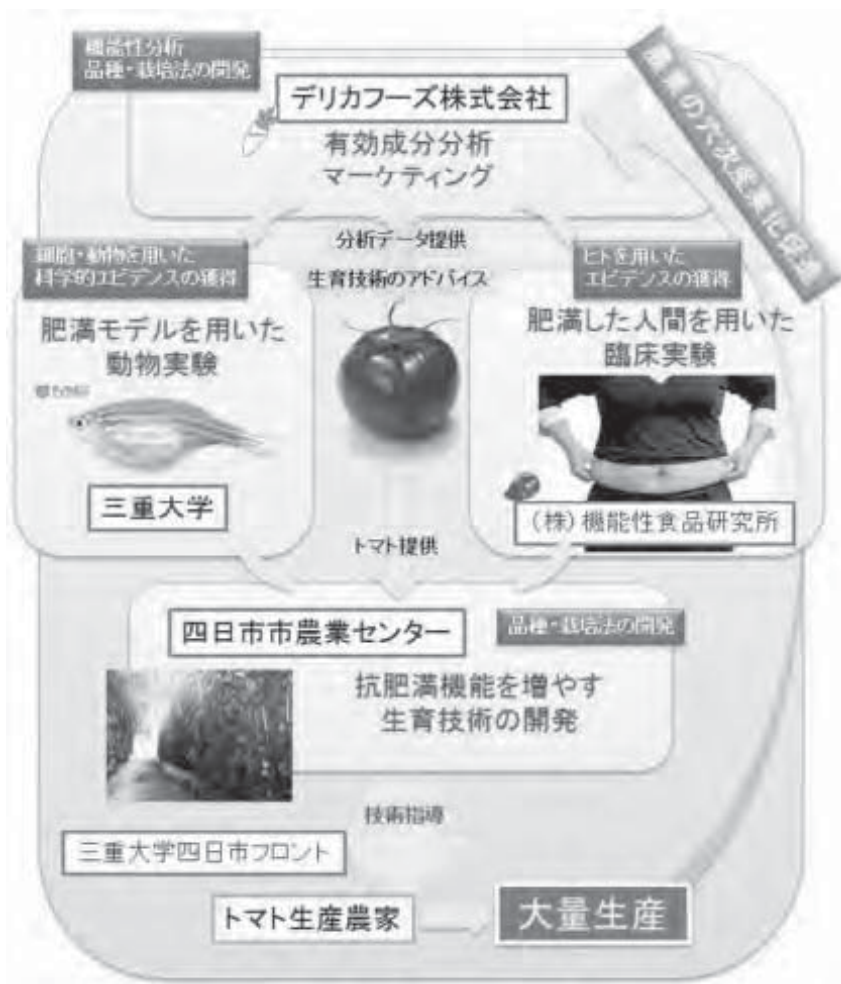 機能性分析
品種・栽培法の開発
デリカフーズ株式会社
有効成分分析
マーケティング
農業の六次産業化促進
分析データ提供
生育技術のアドバイス
細胞・動物を用いた
科学的エビデンスの獲得
肥満モデルを用いた
動物実験
三重大学
ヒトを用いた
エビデンスの獲得
肥満した人間を用いた
臨床実験
(株)機能性食品研究所
トマト提供
四日市市農業センター
品種・栽培法の開発
抗肥満機能を増やす
生育技術の開発
技術指導
三重大学四日市フロント
トマト生産農家
大量生産